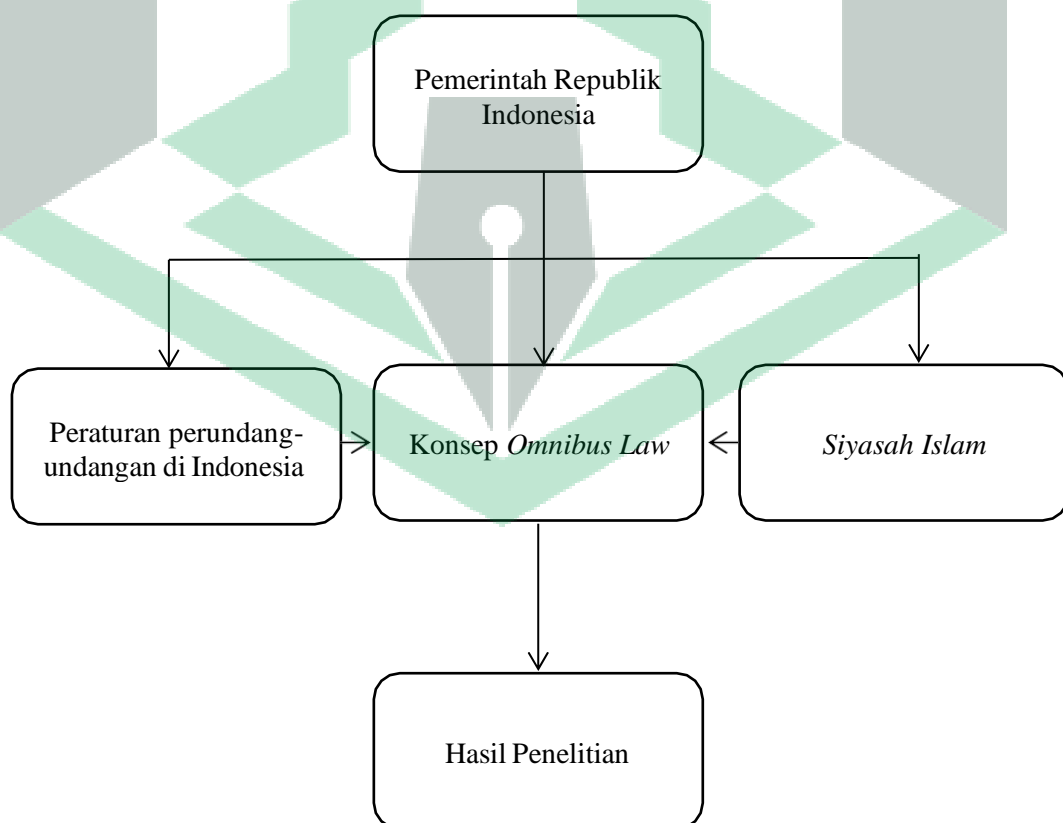 Pemerintah Republik
Indonesia
Peraturan perundang-
undangan di Indonesia
Konsep Omnibus Law
Siyasah Islam
Hasil Penelitian